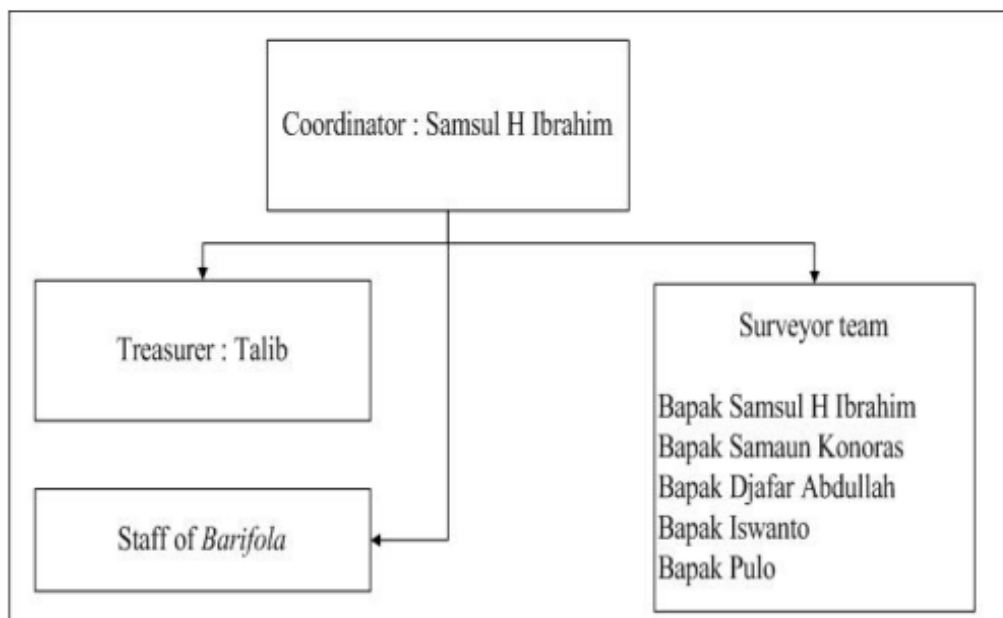 Coordinator : Samsul H Ibrahim
Treasurer : Talib
Staff of Barifola
Surveyor team
Bapak Samsul H Ibrahim
Bapak Samaun Konoras
Bapak Djafar Abdullah
Bapak Iswanto
Bapak Pulo